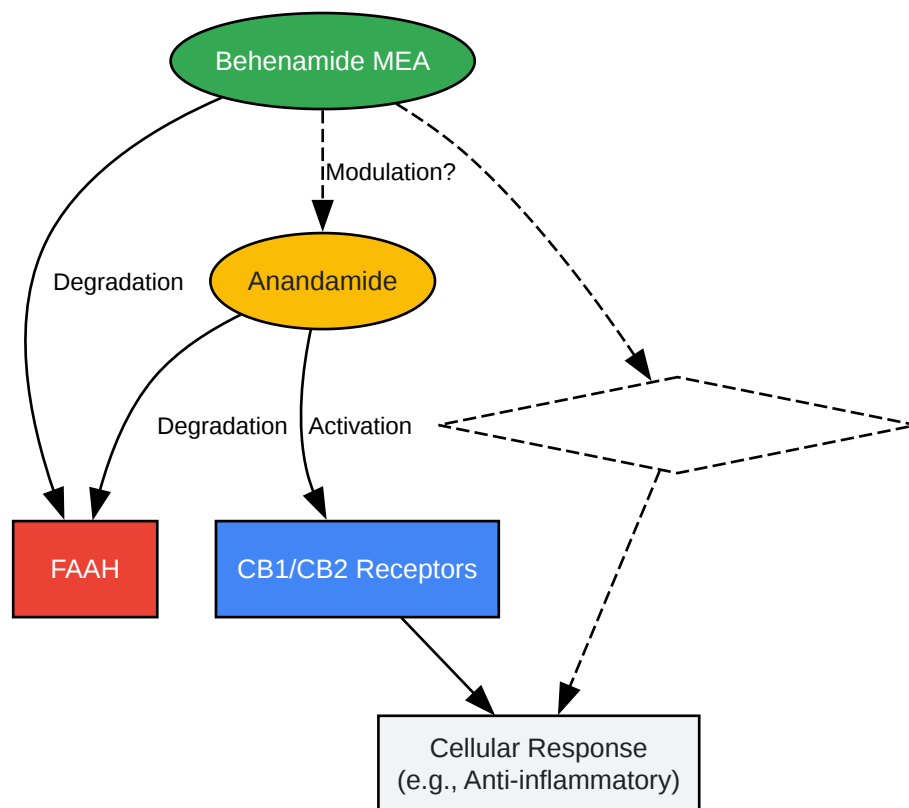 Behenamide MEA
Modulation?
Degradation
Anandamide
Degradation
Activation
FAAH
CB1/CB2 Receptors
Cellular Response
(e.g., Anti-inflammatory)